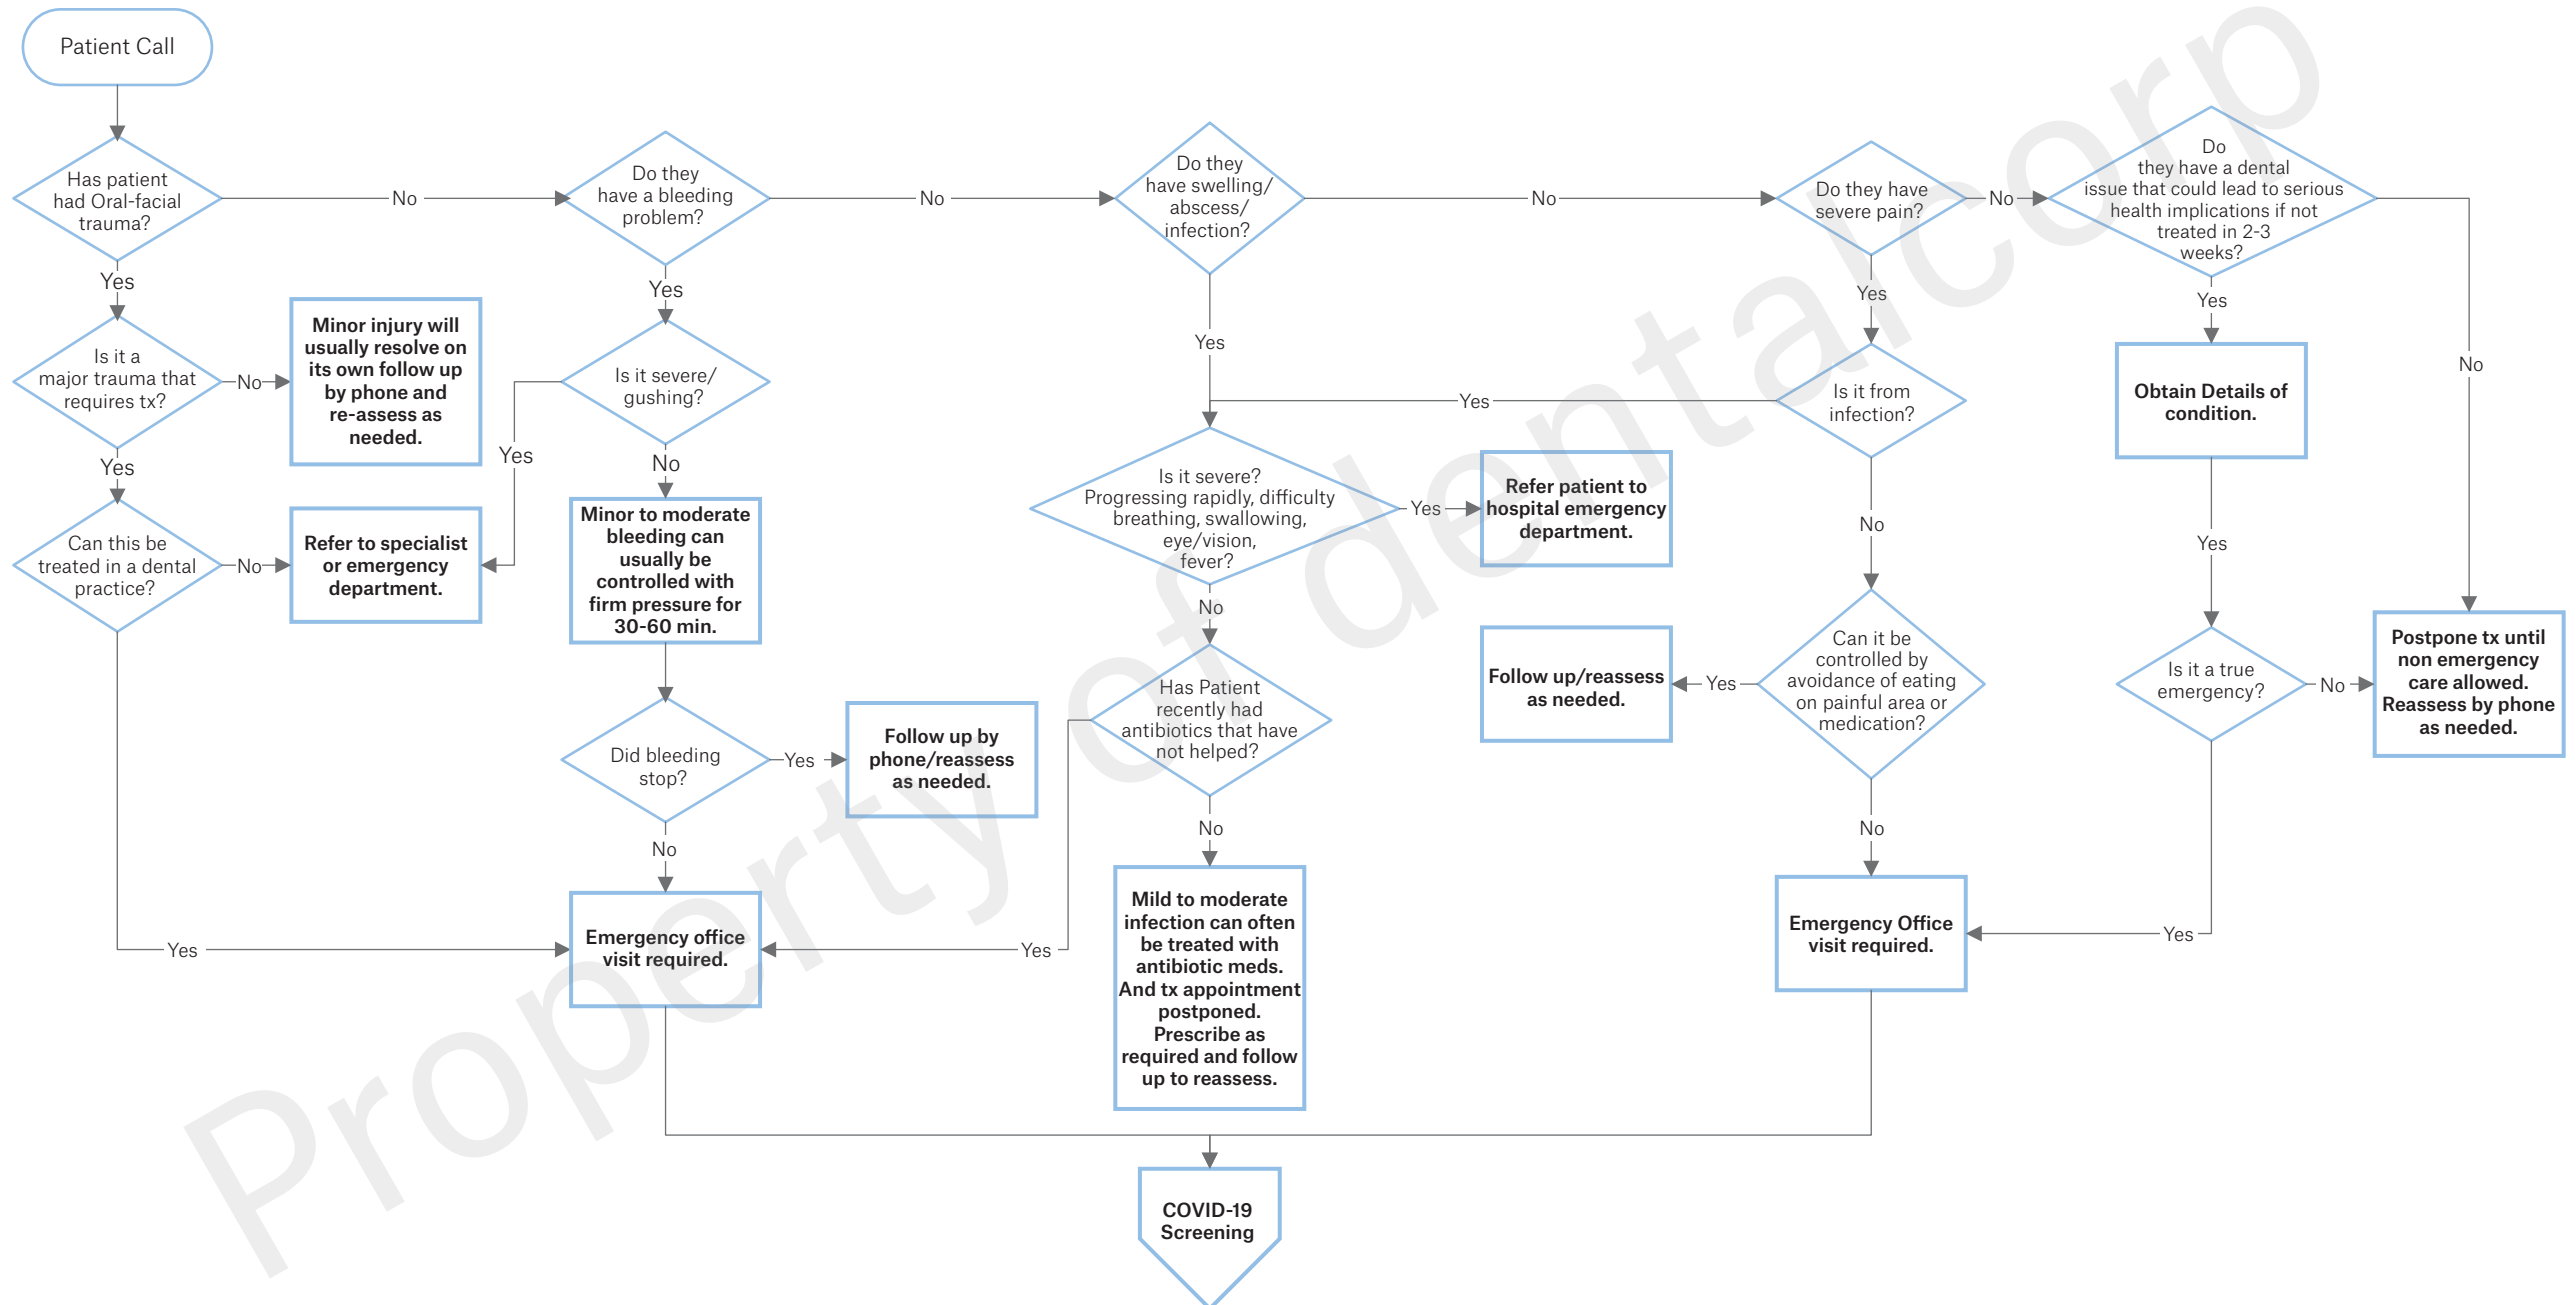 Patient Call
Has patient
had Oral-facial
trauma?
No
Do they
have a bleeding
problem?
No
Do they
have swelling/
abscess/
infection?
No
Do they have
severe pain?
No
Do
they have a dental
issue that could lead to serious
health implications if not
treated in 2-3
weeks?
Yes
Is it a
major trauma that
requires tx?
No
Minor injury will
usually resolve on
its own follow up
by phone and
re-assess as
needed.
Yes
Can this be
treated in a dental
practice?
No
Refer to specialist
or emergency
department.
Yes
Yes
Is it severe/
gushing?
Yes
No
Minor to moderate
bleeding can
usually be
controlled with
firm pressure for
30-60 min.
Did bleeding
stop?
Yes
Follow up by
phone/reassess
as needed.
No
Emergency office
visit required.
Yes
Is it severe?
Progressing rapidly, difficulty
breathing, swallowing,
eye/vision,
fever?
Yes
Refer patient to
hospital emergency
department.
No
Has Patient
recently had
antibiotics that have
not helped?
Yes
No
Mild to moderate
infection can often
be treated with
antibiotic meds.
And tx appointment
postponed.
Prescribe as
required and follow
up to reassess.
Yes
Is it from
infection?
Yes
No
Can it be
controlled by
avoidance of eating
on painful area or
medication?
Yes
Follow up/reassess
as needed.
No
Emergency Office
visit required.
Yes
Obtain Details of
condition.
Yes
Is it a true
emergency?
No
Yes
No
Postpone tx until
non emergency
care allowed.
Reassess by phone
as needed.
COVID-19
Screening
Property of dentalcorp